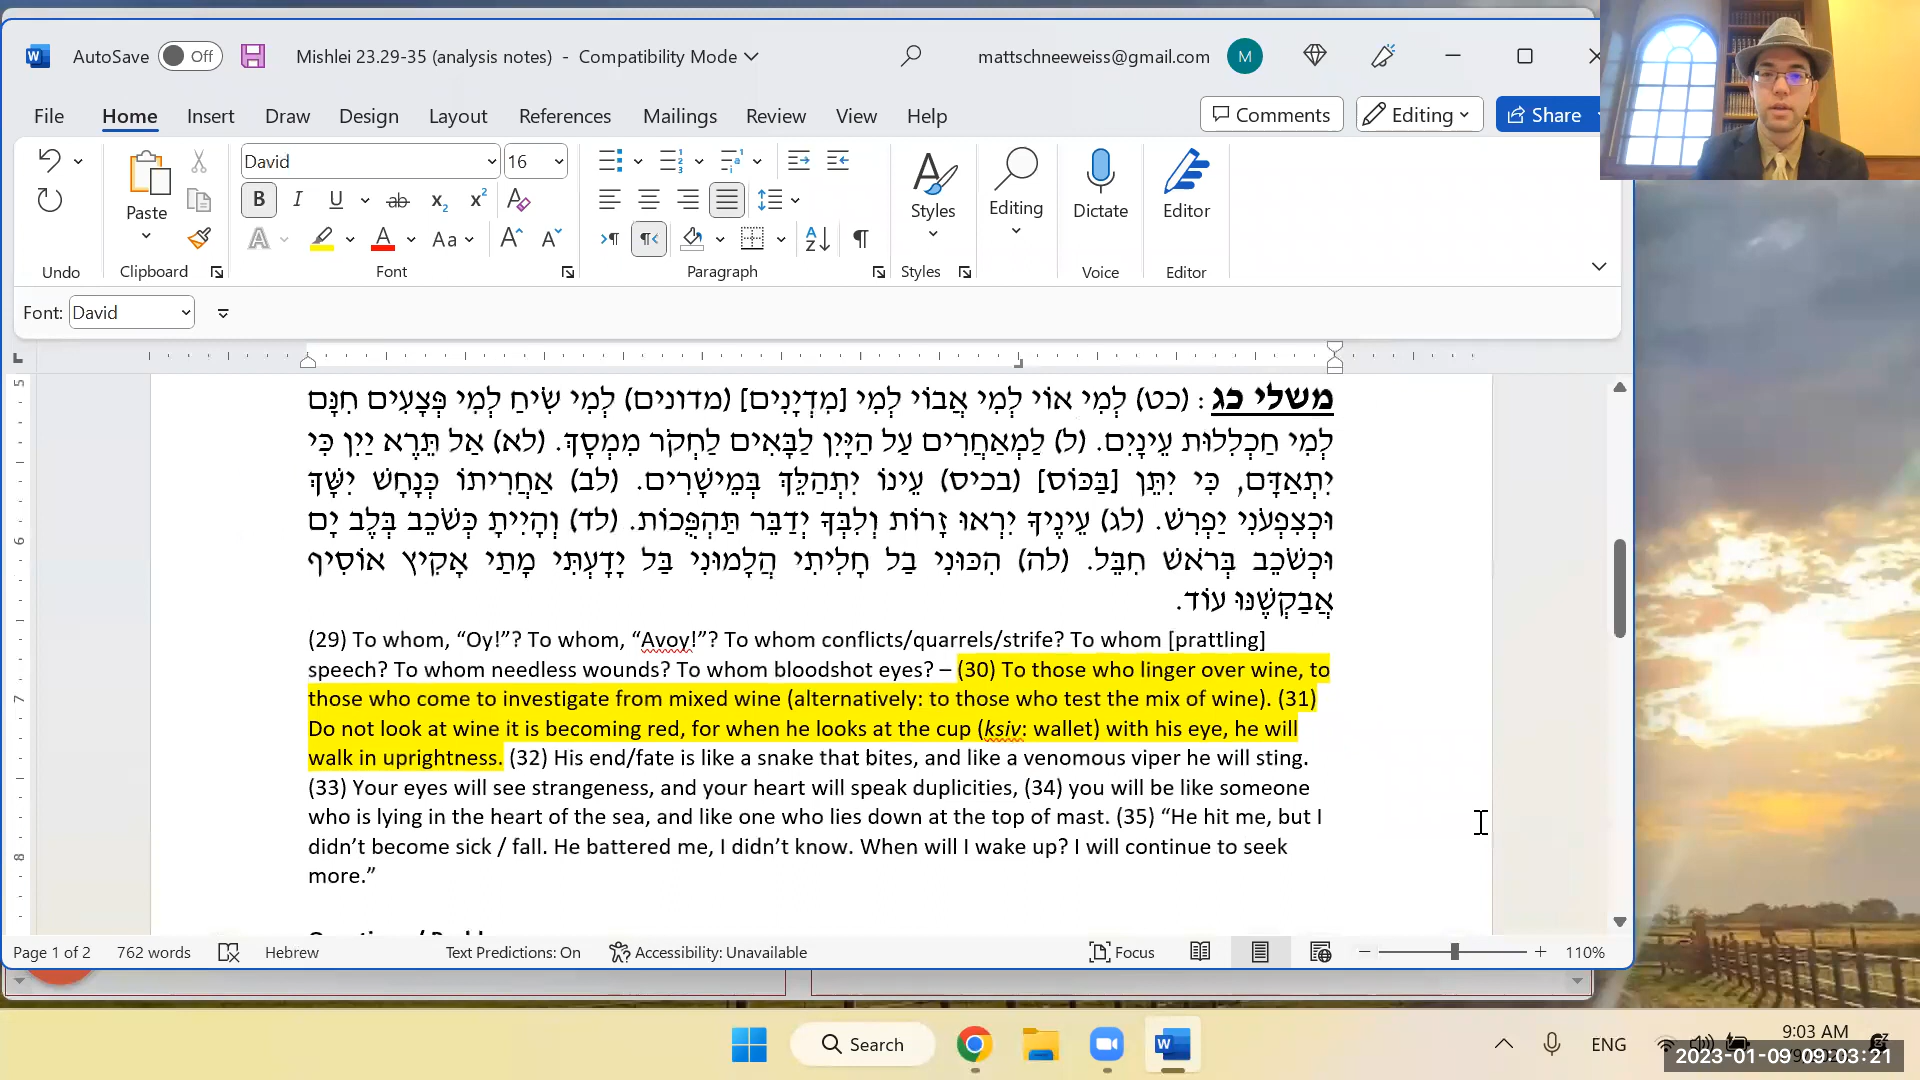 AutoSave Off Mishlei 23.29-35 (analysis notes) - Compatibility Mode mattschneeweiss@gmail.com M
File Home Insert Draw Design Layout References Mailings Review View Help Comments Editing Share
David 16
Paste
Styles Editing Dictate Editor
Undo Clipboard Font Paragraph Styles Voice Editor
Font: David
משלי כג : (כט) לְמִי אוֹי לְמִי אֲבוֹי לְמִי [מִדְיָנִים] (מדונים) לְמִי שִׂיחַ לְמִי פְּצָעִים חִנָּם
לְמִי חַכְלִלוּת עֵינָיִם. (ל) לַמְאַחֲרִים עַל הַיָּיִן לַבָּאִים לַחְקֹר מִמְסָךְ. (לא) אַל תֵּרֶא יַיִן כִּי
יִתְאַדָּם, כִּי יִתֵּן [בַּכּוֹס] (בכיס) עֵינוֹ יִתְהַלֵּךְ בְּמֵישָׁרִים. (לב) אַחֲרִיתוֹ כְּנָחָשׁ יִשָּׁךְ
וּכְצִפְעֹנִי יַפְרִשׁ. (לג) עֵינֶיךָ יִרְאוּ זָרוֹת וְלִבְּךָ יְדַבֵּר תַּהְפֻּכוֹת. (לד) וְהָיִיתָ כְּשֹׁכֵב בְּלֶב יָם
וּכְשֹׁכֵב בְּרֹאשׁ חִבֵּל. (לה) הִכּוּנִי בַל חָלִיתִי הֲלָמוּנִי בַּל יָדָעְתִּי מָתַי אָקִיץ אוֹסִיף
אֲבַקְשֶׁנּוּ עוֹד.
(29) To whom, “Oy!”? To whom, “Avoy!”? To whom conflicts/quarrels/strife? To whom [prattling]
speech? To whom needless wounds? To whom bloodshot eyes? – (30) To those who linger over wine, to
those who come to investigate from mixed wine (alternatively: to those who test the mix of wine). (31)
Do not look at wine it is becoming red, for when he looks at the cup (ksiv: wallet) with his eye, he will
walk in uprightness. (32) His end/fate is like a snake that bites, and like a venomous viper he will sting.
(33) Your eyes will see strangeness, and your heart will speak duplicities, (34) you will be like someone
who is lying in the heart of the sea, and like one who lies down at the top of mast. (35) “He hit me, but I
didn’t become sick / fall. He battered me, I didn’t know. When will I wake up? I will continue to seek
more.”
Page 1 of 2 762 words Hebrew Text Predictions: On Accessibility: Unavailable Focus 110%
Search ENG 9:03 AM
2023-01-09 09:03:21